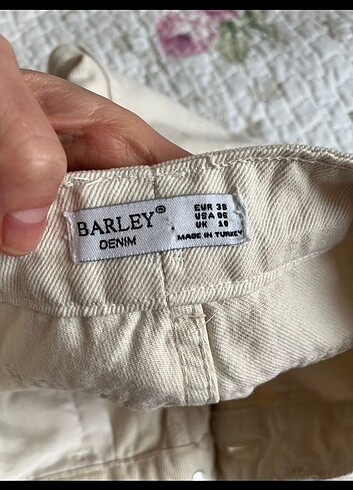 BARLEY®
DENIM
EUR 38
USA 06
UK 10
MADE IN TURKEY